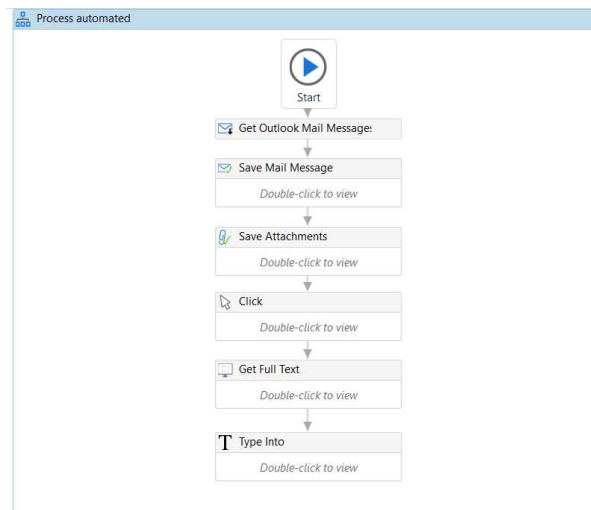 Process automated
Start
Get Outlook Mail Message:
Save Mail Message
Double-click to view
Save Attachments
Double-click to view
Click
Double-click to view
Get Full Text
Double-click to view
T Type Into
Double-click to view